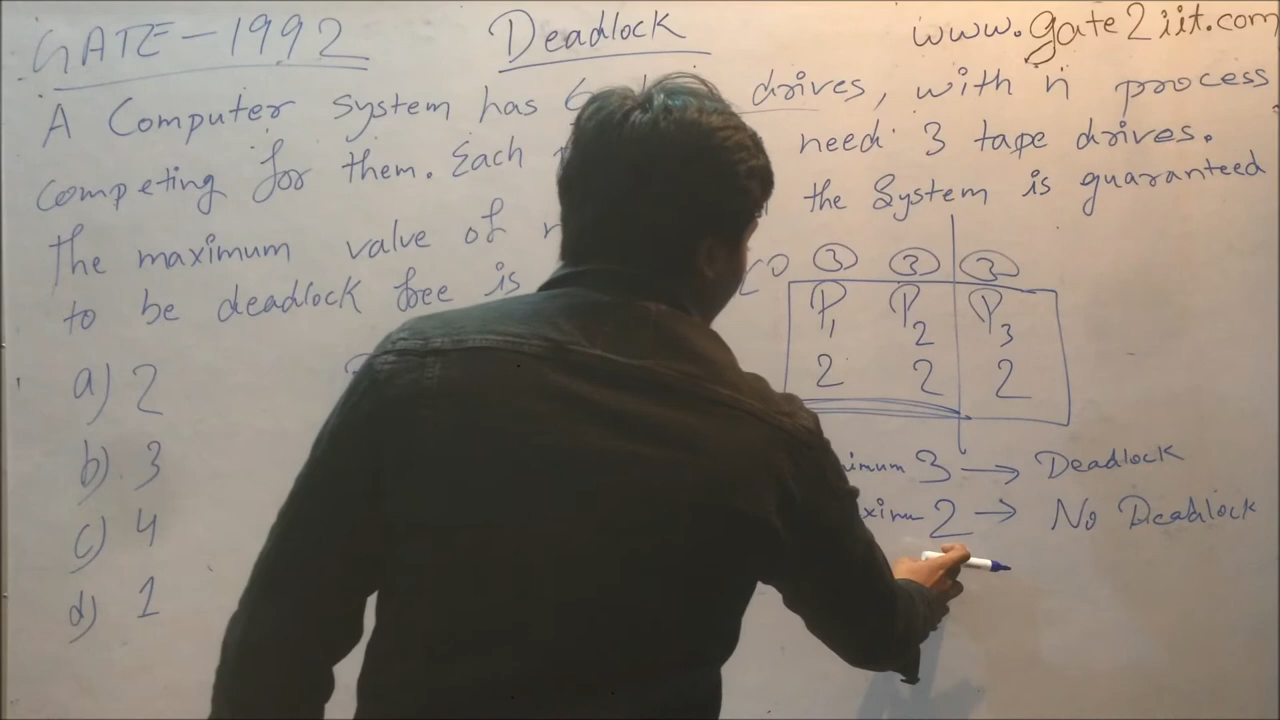 GATE-1992 Deadlock www.gate2iit.com
A Computer system has 6 drives, with n process
competing for them. Each need 3 tape drives.
The maximum value of n the System is guaranteed
to be deadlock free is
3 3 3
P1 P2 P3
a) 2
2 2 2
b) 3
3 → Deadlock
2 → No Deadlock
c) 4
d) 1